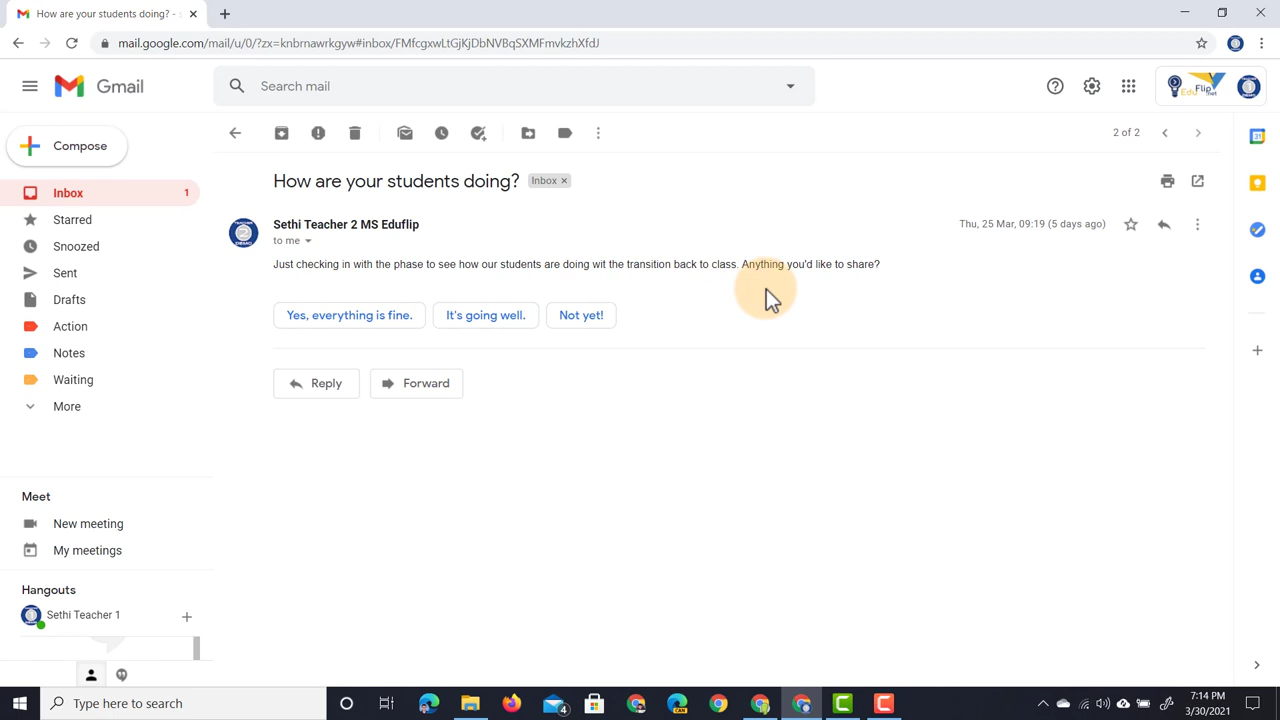 How are your students doing? - s
mail.google.com/mail/u/0/?zx=knbrnawrkgyw#inbox/FMfcgxwLtGjKjDbNVBqSXMFmvkzhXfdJ
Gmail
Search mail
EduFlip.net
Compose
2 of 2
Inbox 1
Starred
Snoozed
Sent
Drafts
Action
Notes
Waiting
More
How are your students doing? Inbox ×
Sethi Teacher 2 MS Eduflip
Thu, 25 Mar, 09:19 (5 days ago)
to me
Just checking in with the phase to see how our students are doing wit the transition back to class. Anything you'd like to share?
Yes, everything is fine. It's going well. Not yet!
Reply Forward
Meet
New meeting
My meetings
Hangouts
Sethi Teacher 1
31
Type here to search
4
CAN
7:14 PM
3/30/2021